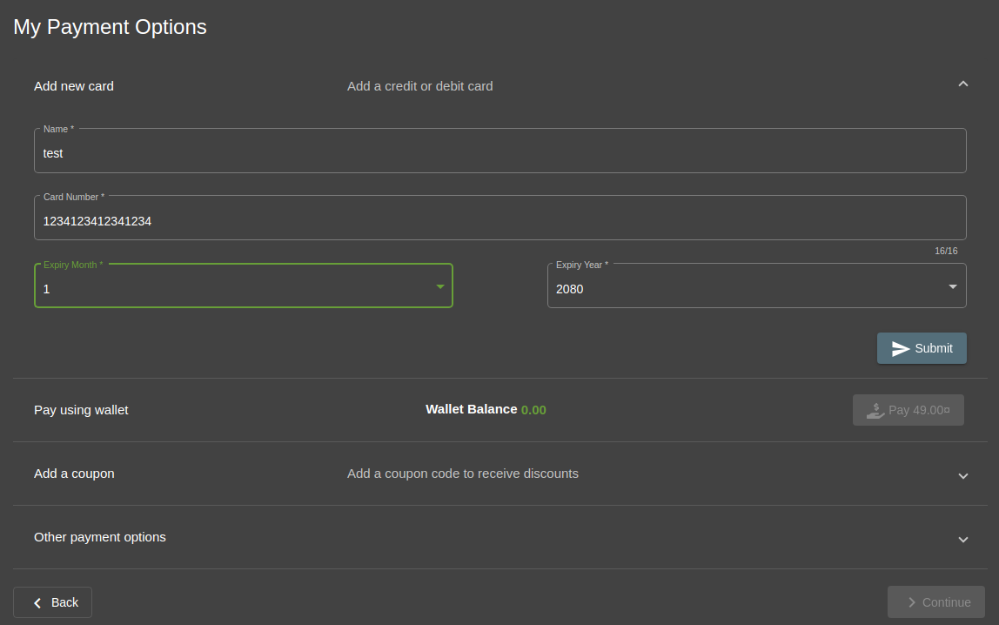 My Payment Options
Add new card Add a credit or debit card
Name *
test
Card Number *
1234123412341234
16/16
Expiry Month * Expiry Year *
1 2080
Submit
Pay using wallet Wallet Balance 0.00 $ Pay 49.00¤
Add a coupon Add a coupon code to receive discounts
Other payment options
Back Continue